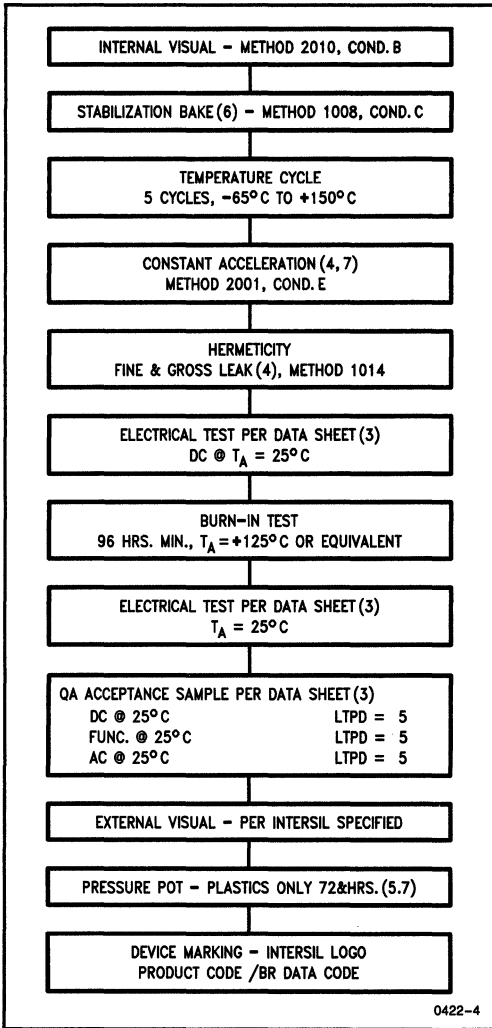 INTERNAL VISUAL – METHOD 2010, COND. B
STABILIZATION BAKE (6) – METHOD 1008, COND. C
TEMPERATURE CYCLE
5 CYCLES, –65°C TO +150°C
CONSTANT ACCELERATION (4, 7)
METHOD 2001, COND. E
HERMETICITY
FINE & GROSS LEAK (4), METHOD 1014
ELECTRICAL TEST PER DATA SHEET (3)
DC @ TA = 25°C
BURN–IN TEST
96 HRS. MIN., TA = +125°C OR EQUIVALENT
ELECTRICAL TEST PER DATA SHEET (3)
TA = 25°C
QA ACCEPTANCE SAMPLE PER DATA SHEET (3)
DC @ 25°C LTPD = 5
FUNC. @ 25°C LTPD = 5
AC @ 25°C LTPD = 5
EXTERNAL VISUAL – PER INTERSIL SPECIFIED
PRESSURE POT – PLASTICS ONLY 72&HRS. (5.7)
DEVICE MARKING – INTERSIL LOGO
PRODUCT CODE /BR DATA CODE
0422–4